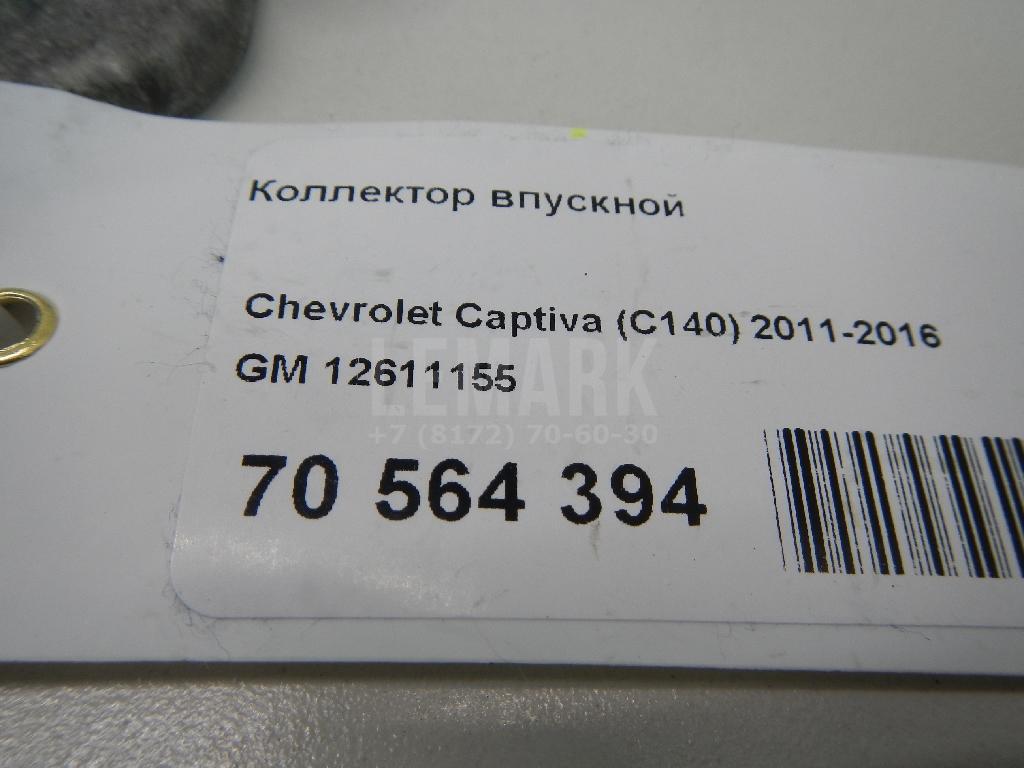 Коллектор впускной
Chevrolet Captiva (C140) 2011-2016
GM 12611155
LEMARK
+7 (8172) 70-60-30
70 564 394